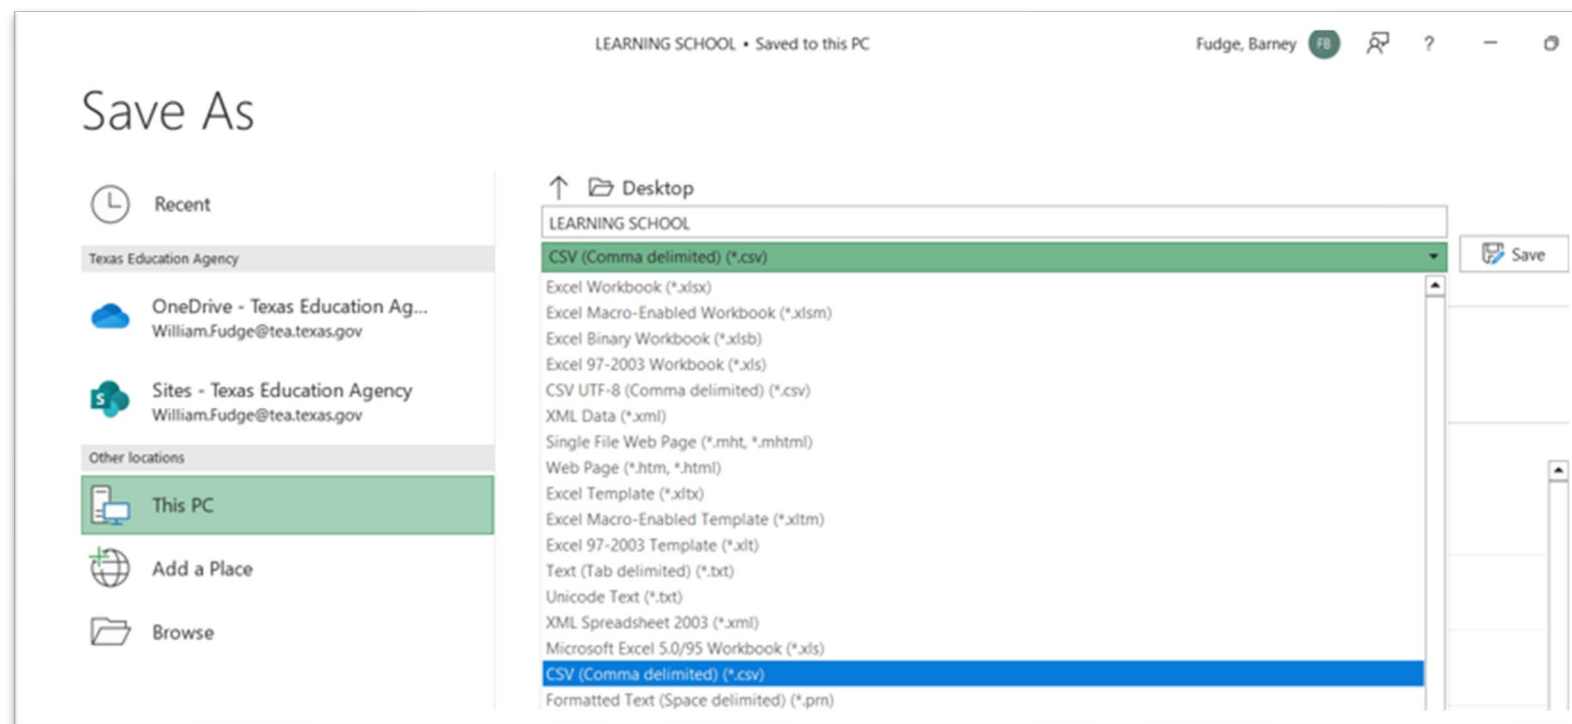 LEARNING SCHOOL • Saved to this PC
Fudge, Barney FB ?
Save As
Recent
Texas Education Agency
OneDrive - Texas Education Ag...
William.Fudge@tea.texas.gov
S
Sites - Texas Education Agency
William.Fudge@tea.texas.gov
Other locations
This PC
Add a Place
Browse
Desktop
LEARNING SCHOOL
CSV (Comma delimited) (*.csv)
Save
Excel Workbook (*.xlsx)
Excel Macro-Enabled Workbook (*.xlsm)
Excel Binary Workbook (*.xlsb)
Excel 97-2003 Workbook (*.xls)
CSV UTF-8 (Comma delimited) (*.csv)
XML Data (*.xml)
Single File Web Page (*.mht, *.mhtml)
Web Page (*.htm, *.html)
Excel Template (*.xltx)
Excel Macro-Enabled Template (*.xltm)
Excel 97-2003 Template (*.xlt)
Text (Tab delimited) (*.txt)
Unicode Text (*.txt)
XML Spreadsheet 2003 (*.xml)
Microsoft Excel 5.0/95 Workbook (*.xls)
CSV (Comma delimited) (*.csv)
Formatted Text (Space delimited) (*.prn)